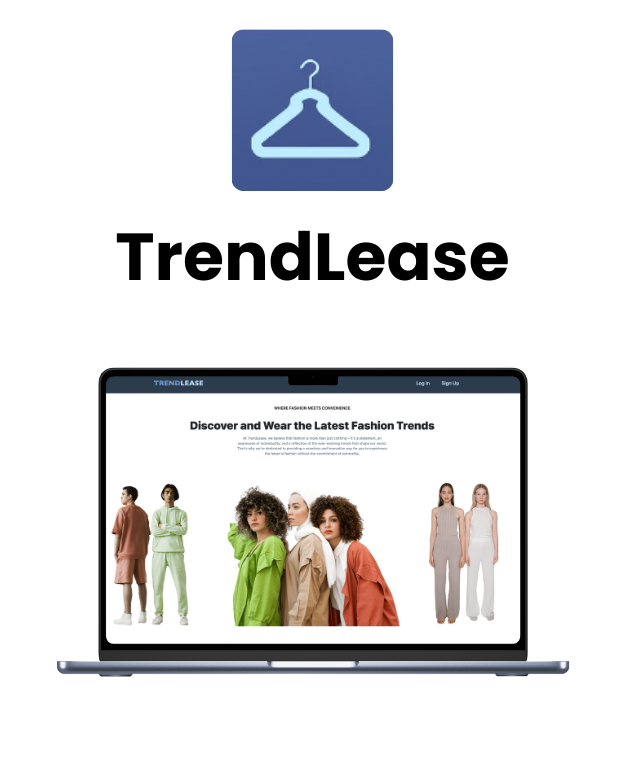 TrendLease
TRENDLEASE
Log In Sign Up
WHERE FASHION MEETS CONVENIENCE
Discover and Wear the Latest Fashion Trends
At TrendLease, we believe that fashion is more than just clothing – it's a statement, an
expression of individuality, and a reflection of the ever-evolving trends that shape our world.
That's why we're dedicated to providing a seamless and innovative way for you to experience
the latest in fashion without the commitment of ownership.